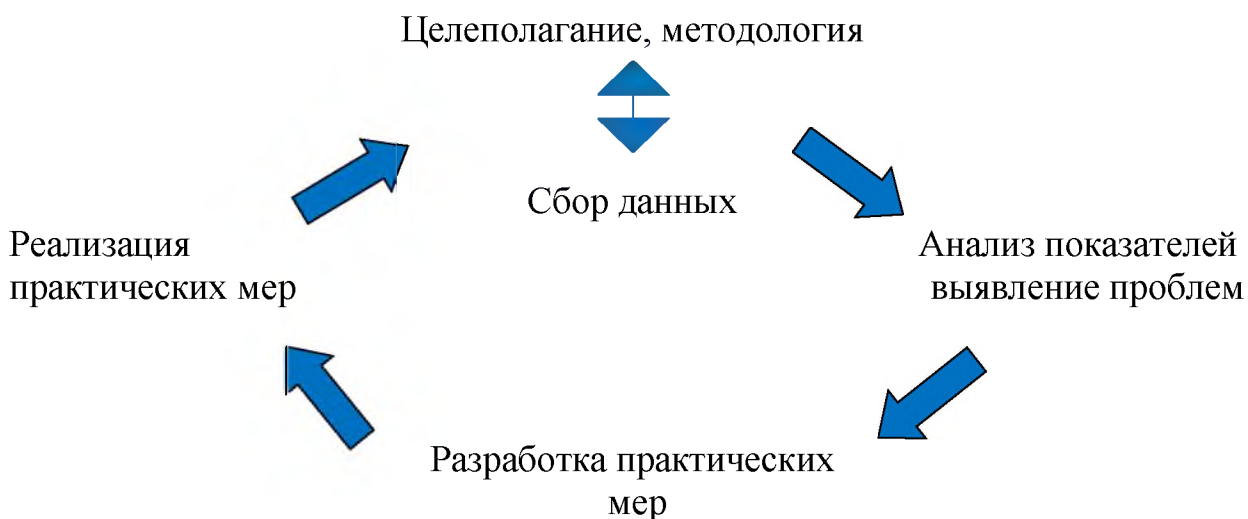 Целеполагание, методология
Сбор данных
Реализация
практических мер
Анализ показателей
выявление проблем
Разработка практических
мер